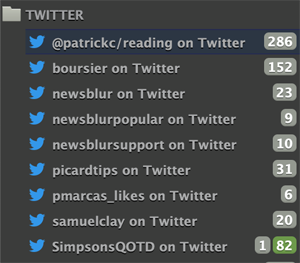 TWITTER
@patrickc/reading on Twitter 286
boursier on Twitter 152
newsblur on Twitter 23
newsblurpopular on Twitter 9
newsblursupport on Twitter 10
picardtips on Twitter 31
pmarcas_likes on Twitter 6
samuelclay on Twitter 20
SimpsonsQOTD on Twitter 1 82